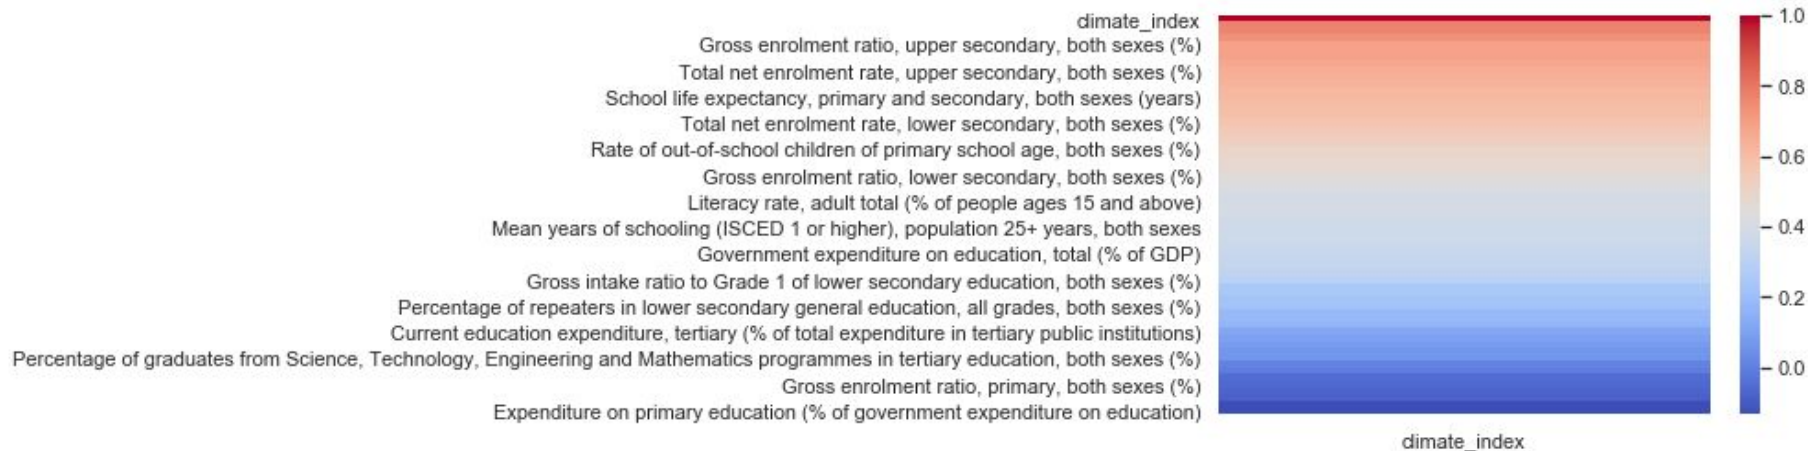 climate_index
Gross enrolment ratio, upper secondary, both sexes (%)
Total net enrolment rate, upper secondary, both sexes (%)
School life expectancy, primary and secondary, both sexes (years)
Total net enrolment rate, lower secondary, both sexes (%)
Rate of out-of-school children of primary school age, both sexes (%)
Gross enrolment ratio, lower secondary, both sexes (%)
Literacy rate, adult total (% of people ages 15 and above)
Mean years of schooling (ISCED 1 or higher), population 25+ years, both sexes
Government expenditure on education, total (% of GDP)
Gross intake ratio to Grade 1 of lower secondary education, both sexes (%)
Percentage of repeaters in lower secondary general education, all grades, both sexes (%)
Current education expenditure, tertiary (% of total expenditure in tertiary public institutions)
Percentage of graduates from Science, Technology, Engineering and Mathematics programmes in tertiary education, both sexes (%)
Gross enrolment ratio, primary, both sexes (%)
Expenditure on primary education (% of government expenditure on education)
climate_index
1.0
0.8
0.6
0.4
0.2
0.0